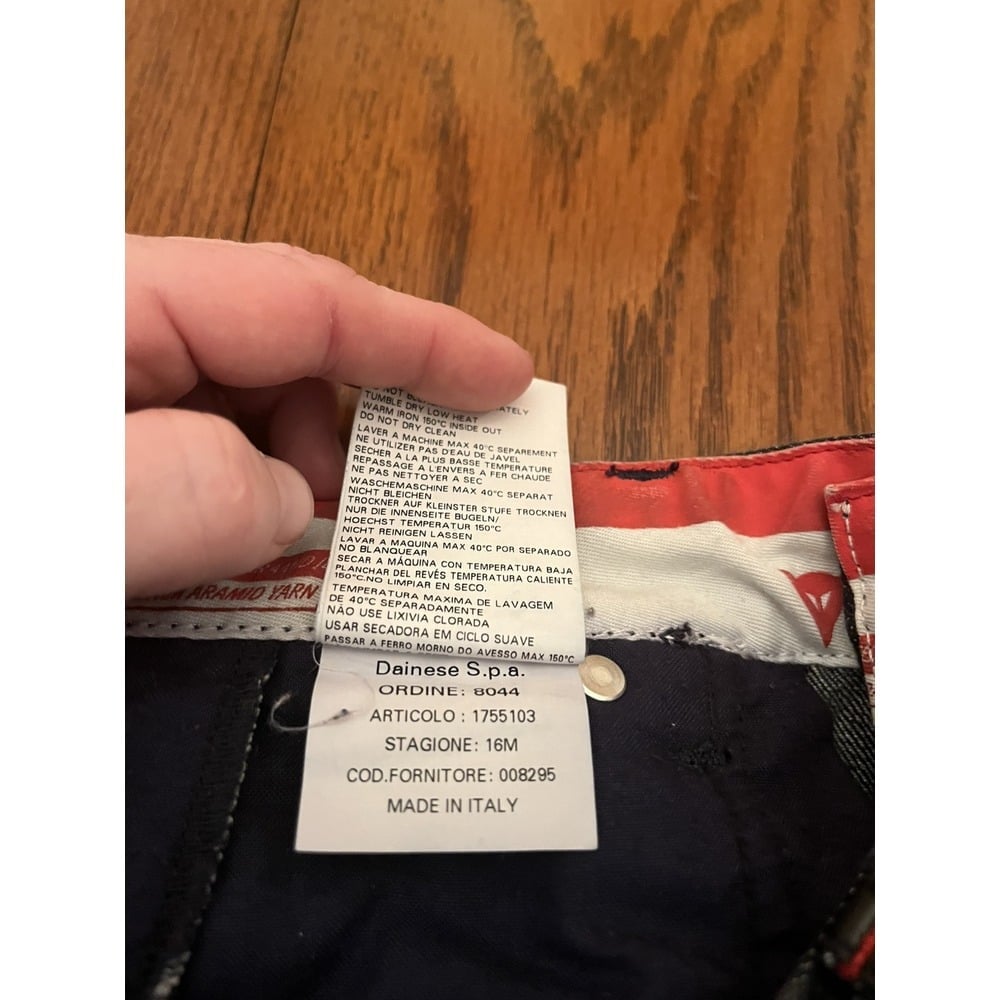 NOT
TUMBLE DRY LOW HEAT
WARM IRON 150°C INSIDE OUT
DO NOT DRY CLEAN
LAVER A MACHINE MAX 40°C SEPAREMENT
NE UTILIZER PAS D'EAU DE JAVEL
SECHER A LA PLUS BASSE TEMPERATURE
REPASSAGE A L'ENVERS A FER CHAUDE
NE PAS NETTOYER A SEC
WASCHEMASCHINE MAX 40°C SEPARAT
NICHT BLEICHEN
TROCKNER AUF KLEINSTER STUFE TROCKNEN
NUR DIE INNENSEITE BUGELN/
HOECHST TEMPERATUR 150°C
NICHT REINIGEN LASSEN
LAVAR A MAQUINA MAX 40°C POR SEPARADO
NO BLANQUEAR
SECAR A MÁQUINA CON TEMPERATURA BAJA
PLANCHAR DEL REVÉS TEMPERATURA CALIENTE
150°C.NO LIMPIAR EN SECO.
TEMPERATURA MAXIMA DE LAVAGEM
DE 40°C SEPARADAMENTE
NÃO USE LIXIVIA CLORADA
USAR SECADORA EM CICLO SUAVE
PASSAR A FERRO MORNO DO AVESSO MAX 150°C
ARAMID YARN
Dainese S.p.a.
ORDINE: 8044
ARTICOLO : 1755103
STAGIONE: 16M
COD.FORNITORE: 008295
MADE IN ITALY